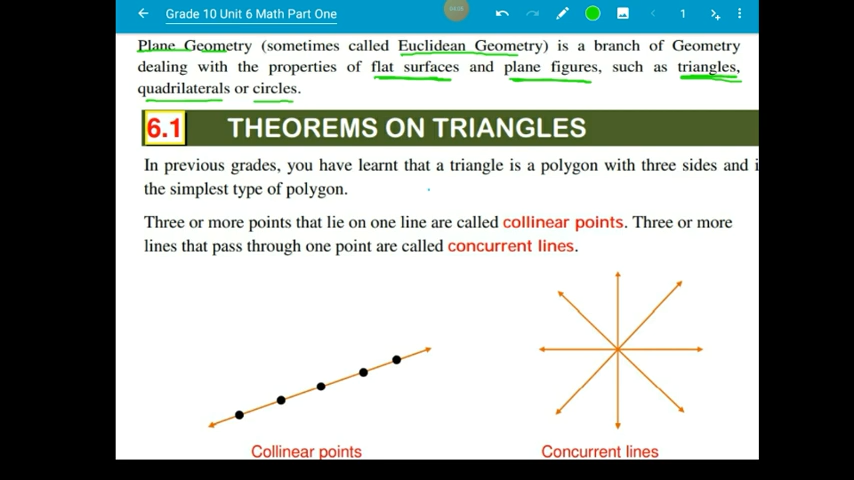 Grade 10 Unit 6 Math Part One
1
Plane Geometry (sometimes called Euclidean Geometry) is a branch of Geometry
dealing with the properties of flat surfaces and plane figures, such as triangles,
quadrilaterals or circles.
6.1 THEOREMS ON TRIANGLES
In previous grades, you have learnt that a triangle is a polygon with three sides and i
the simplest type of polygon.
Three or more points that lie on one line are called collinear points. Three or more
lines that pass through one point are called concurrent lines.
Collinear points Concurrent lines